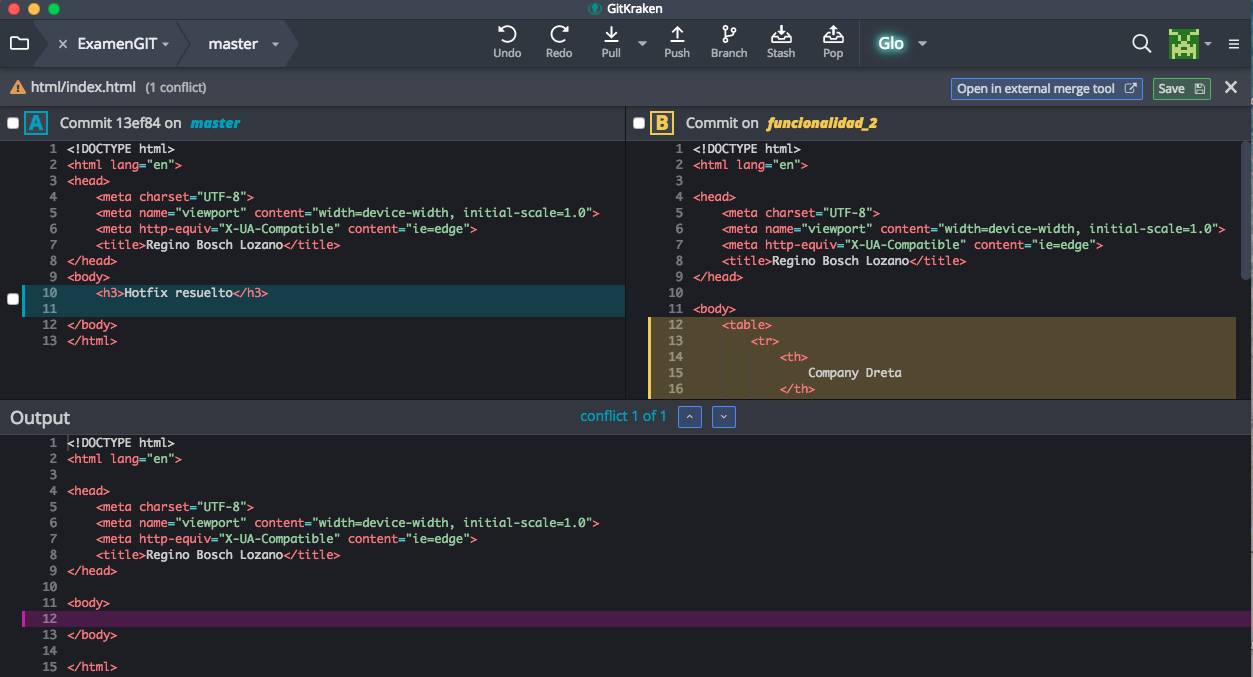 GitKraken
ExamenGIT master Undo Redo Pull Push Branch Stash Pop Glo
html/index.html (1 conflict) Open in external merge tool Save
A Commit 13ef84 on master
1 <!DOCTYPE html>
2 <html lang="en">
3 <head>
4 <meta charset="UTF-8">
5 <meta name="viewport" content="width=device-width, initial-scale=1.0">
6 <meta http-equiv="X-UA-Compatible" content="ie=edge">
7 <title>Regino Bosch Lozano</title>
8 </head>
9 <body>
10 <h3>Hotfix resuelto</h3>
11
12 </body>
13 </html>
B Commit on funcionalidad_2
1 <!DOCTYPE html>
2 <html lang="en">
3
4 <head>
5 <meta charset="UTF-8">
6 <meta name="viewport" content="width=device-width, initial-scale=1.0">
7 <meta http-equiv="X-UA-Compatible" content="ie=edge">
8 <title>Regino Bosch Lozano</title>
9 </head>
10
11 <body>
12 <table>
13 <tr>
14 <th>
15 Company Dreta
16 </th>
Output conflict 1 of 1
1 <!DOCTYPE html>
2 <html lang="en">
3
4 <head>
5 <meta charset="UTF-8">
6 <meta name="viewport" content="width=device-width, initial-scale=1.0">
7 <meta http-equiv="X-UA-Compatible" content="ie=edge">
8 <title>Regino Bosch Lozano</title>
9 </head>
10
11 <body>
12
13 </body>
14
15 </html>